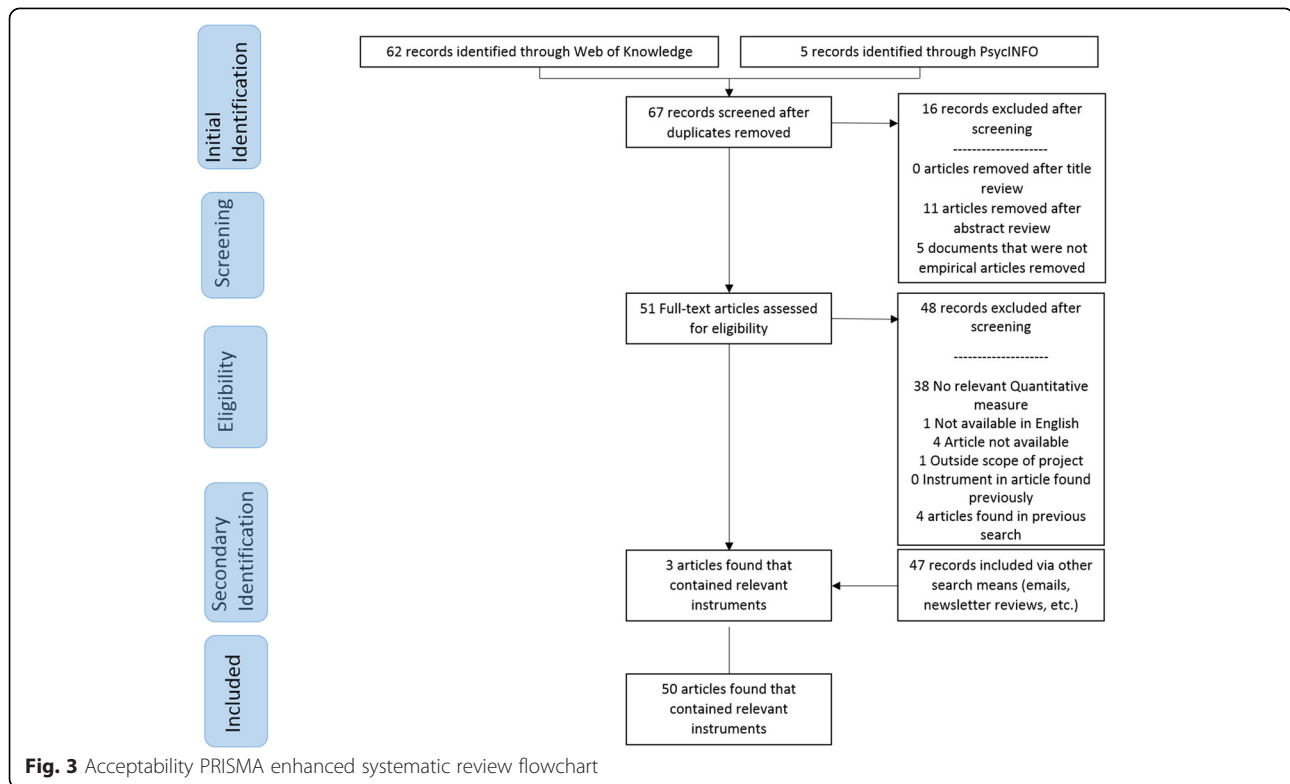 Initial
Identification
62 records identified through Web of Knowledge
5 records identified through PsycINFO
67 records screened after
duplicates removed
16 records excluded after
screening
--------------------
0 articles removed after title
review
11 articles removed after
abstract review
5 documents that were not
empirical articles removed
Screening
51 Full-text articles assessed
for eligibility
48 records excluded after
screening
--------------------
38 No relevant Quantitative
measure
1 Not available in English
4 Article not available
1 Outside scope of project
0 Instrument in article found
previously
4 articles found in previous
search
Eligibility
Secondary
Identification
3 articles found that
contained relevant
instruments
47 records included via other
search means (emails,
newsletter reviews, etc.)
Included
50 articles found that
contained relevant
instruments
Fig. 3 Acceptability PRISMA enhanced systematic review flowchart